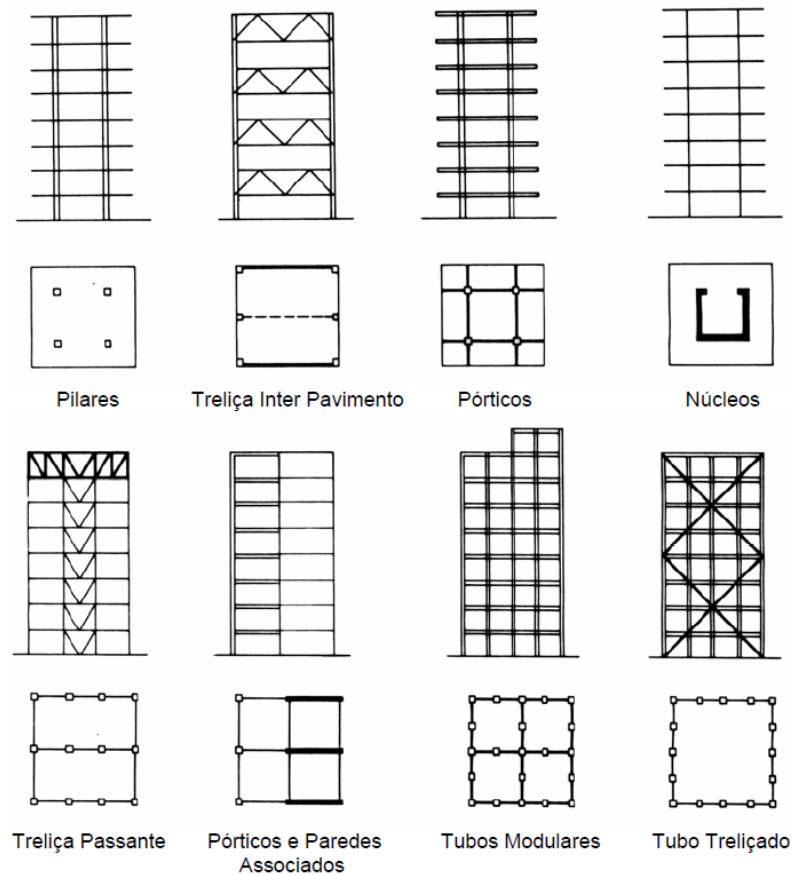 Pilares
Treliça Inter Pavimento
Pórticos
Núcleos
Treliça Passante
Pórticos e Paredes
Associados
Tubos Modulares
Tubo Treliçado